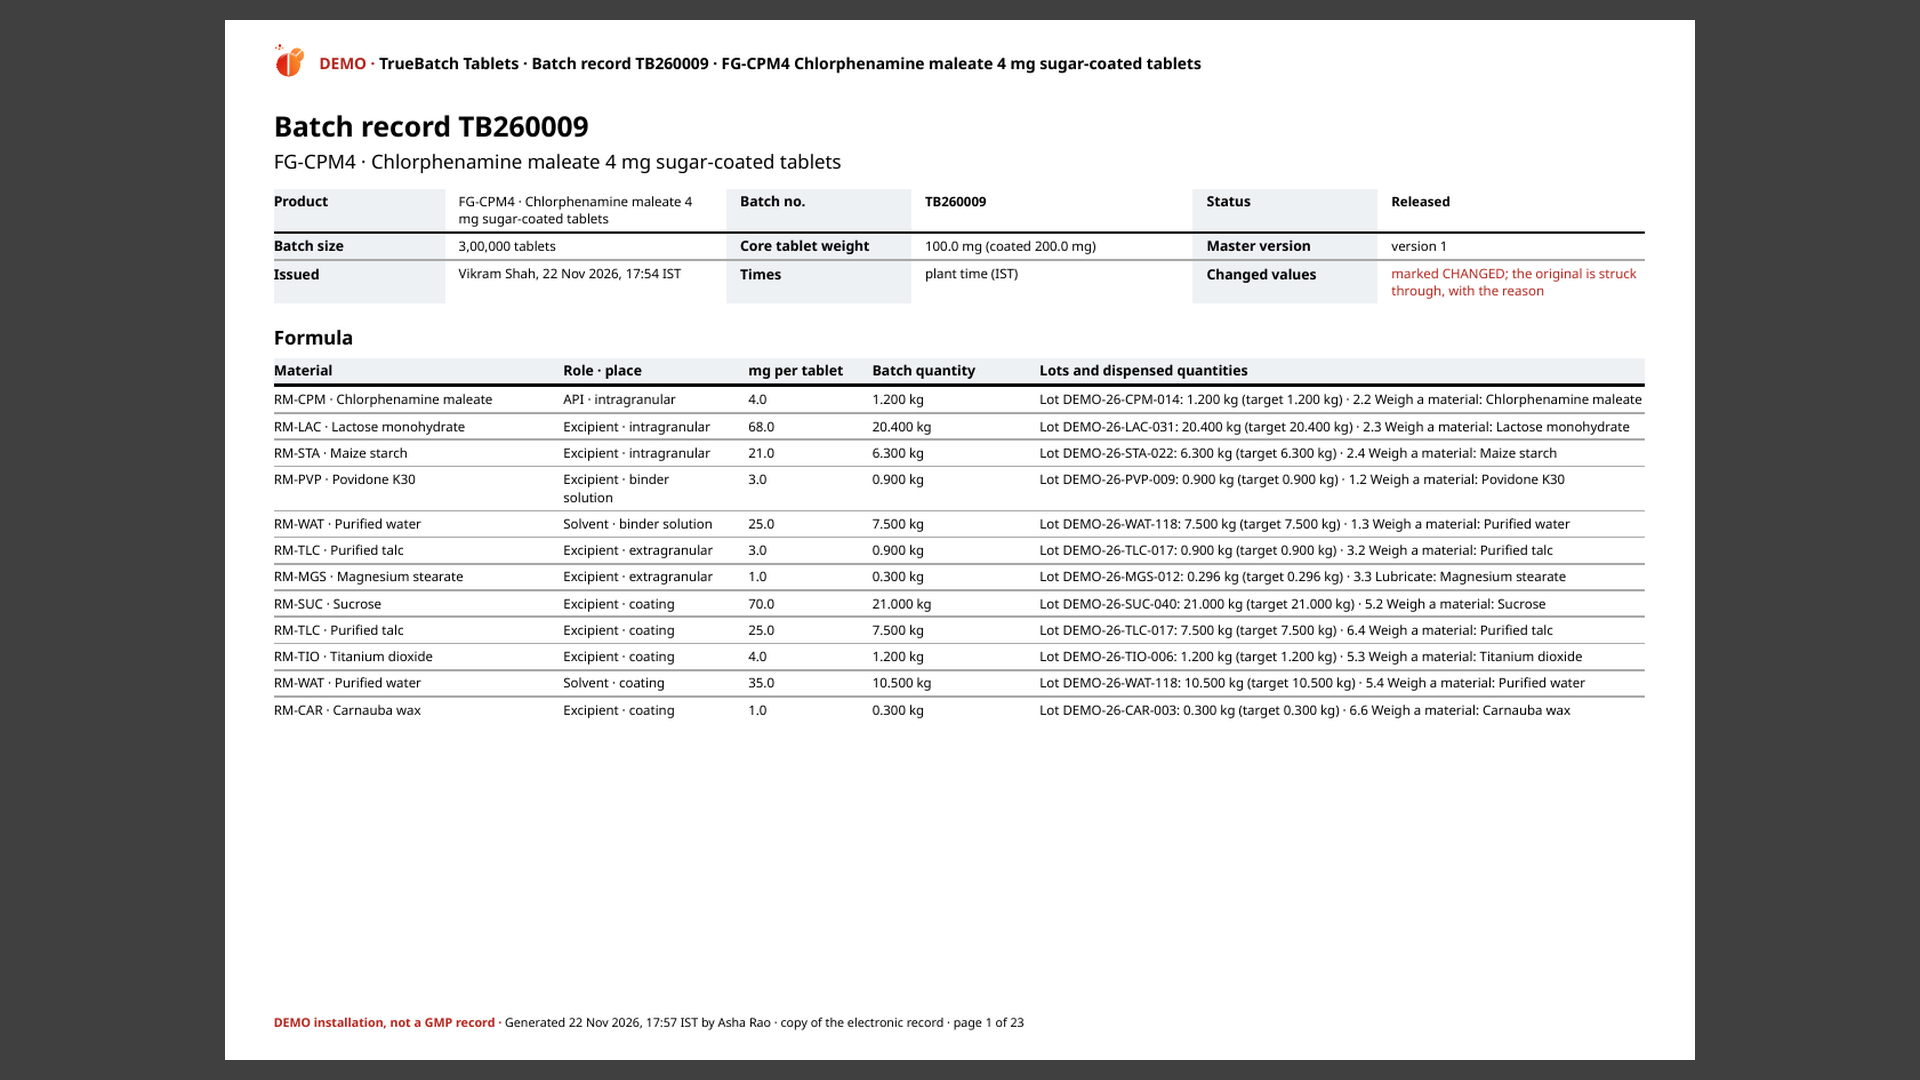 DEMO · TrueBatch Tablets · Batch record TB260009 · FG-CPM4 Chlorphenamine maleate 4 mg sugar-coated tablets
Batch record TB260009
FG-CPM4 · Chlorphenamine maleate 4 mg sugar-coated tablets
Product FG-CPM4 · Chlorphenamine maleate 4 mg sugar-coated tablets Batch no. TB260009 Status Released
Batch size 3,00,000 tablets Core tablet weight 100.0 mg (coated 200.0 mg) Master version version 1
Issued Vikram Shah, 22 Nov 2026, 17:54 IST Times plant time (IST) Changed values marked CHANGED; the original is struck through, with the reason
Formula
Material Role · place mg per tablet Batch quantity Lots and dispensed quantities
RM-CPM · Chlorphenamine maleate API · intragranular 4.0 1.200 kg Lot DEMO-26-CPM-014: 1.200 kg (target 1.200 kg) · 2.2 Weigh a material: Chlorphenamine maleate
RM-LAC · Lactose monohydrate Excipient · intragranular 68.0 20.400 kg Lot DEMO-26-LAC-031: 20.400 kg (target 20.400 kg) · 2.3 Weigh a material: Lactose monohydrate
RM-STA · Maize starch Excipient · intragranular 21.0 6.300 kg Lot DEMO-26-STA-022: 6.300 kg (target 6.300 kg) · 2.4 Weigh a material: Maize starch
RM-PVP · Povidone K30 Excipient · binder solution 3.0 0.900 kg Lot DEMO-26-PVP-009: 0.900 kg (target 0.900 kg) · 1.2 Weigh a material: Povidone K30
RM-WAT · Purified water Solvent · binder solution 25.0 7.500 kg Lot DEMO-26-WAT-118: 7.500 kg (target 7.500 kg) · 1.3 Weigh a material: Purified water
RM-TLC · Purified talc Excipient · extragranular 3.0 0.900 kg Lot DEMO-26-TLC-017: 0.900 kg (target 0.900 kg) · 3.2 Weigh a material: Purified talc
RM-MGS · Magnesium stearate Excipient · extragranular 1.0 0.300 kg Lot DEMO-26-MGS-012: 0.296 kg (target 0.296 kg) · 3.3 Lubricate: Magnesium stearate
RM-SUC · Sucrose Excipient · coating 70.0 21.000 kg Lot DEMO-26-SUC-040: 21.000 kg (target 21.000 kg) · 5.2 Weigh a material: Sucrose
RM-TLC · Purified talc Excipient · coating 25.0 7.500 kg Lot DEMO-26-TLC-017: 7.500 kg (target 7.500 kg) · 6.4 Weigh a material: Purified talc
RM-TIO · Titanium dioxide Excipient · coating 4.0 1.200 kg Lot DEMO-26-TIO-006: 1.200 kg (target 1.200 kg) · 5.3 Weigh a material: Titanium dioxide
RM-WAT · Purified water Solvent · coating 35.0 10.500 kg Lot DEMO-26-WAT-118: 10.500 kg (target 10.500 kg) · 5.4 Weigh a material: Purified water
RM-CAR · Carnauba wax Excipient · coating 1.0 0.300 kg Lot DEMO-26-CAR-003: 0.300 kg (target 0.300 kg) · 6.6 Weigh a material: Carnauba wax
DEMO installation, not a GMP record · Generated 22 Nov 2026, 17:57 IST by Asha Rao · copy of the electronic record · page 1 of 23